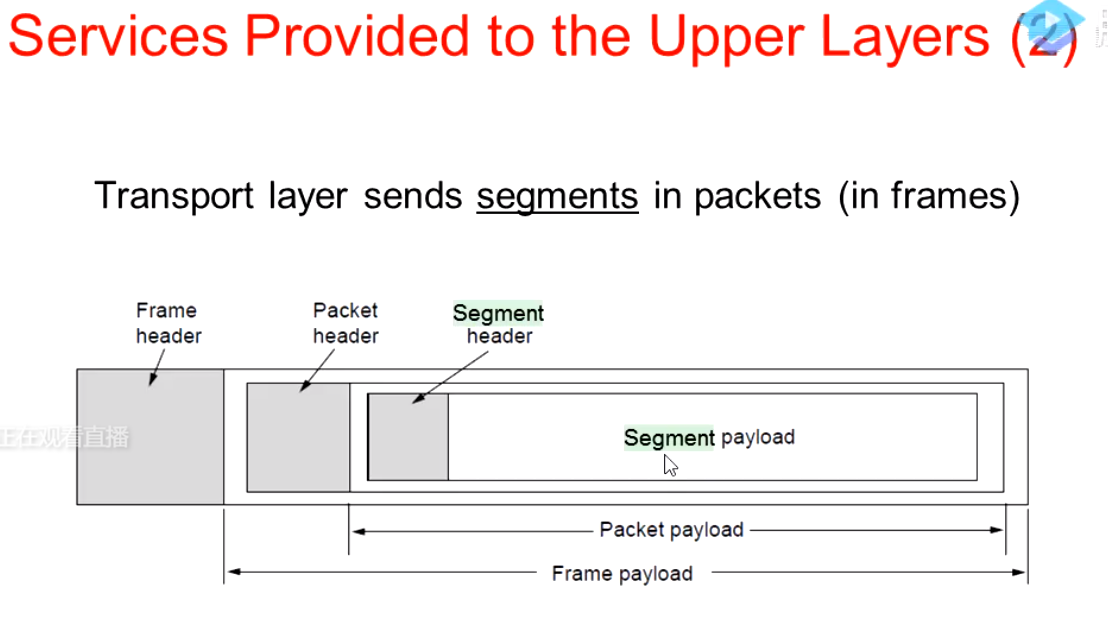 Services Provided to the Upper Layers (2)
Transport layer sends segments in packets (in frames)
Frame
header
Packet
header
Segment
header
正在观看直播
Segment payload
Packet payload
Frame payload